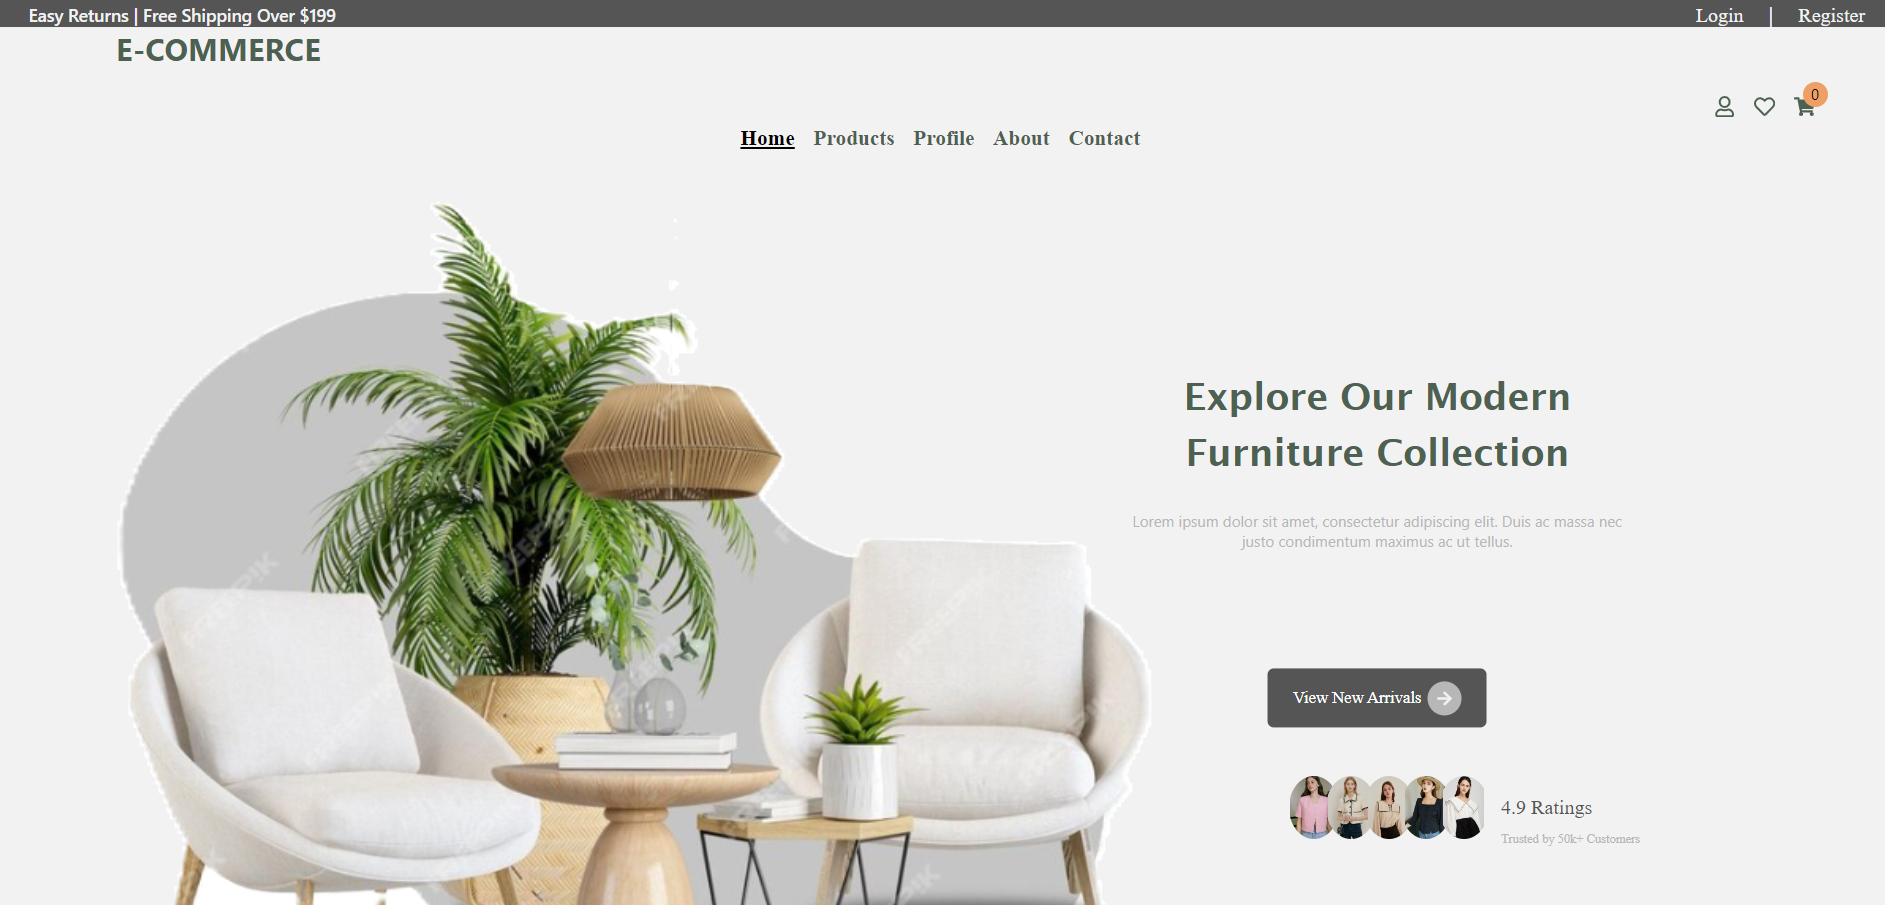 Easy Returns | Free Shipping Over $199
Login | Register
E-COMMERCE
0
Home Products Profile About Contact
Explore Our Modern
Furniture Collection
Lorem ipsum dolor sit amet, consectetur adipiscing elit. Duis ac massa nec
justo condimentum maximus ac ut tellus.
View New Arrivals
4.9 Ratings
Trusted by 50k+ Customers
FREEPIK